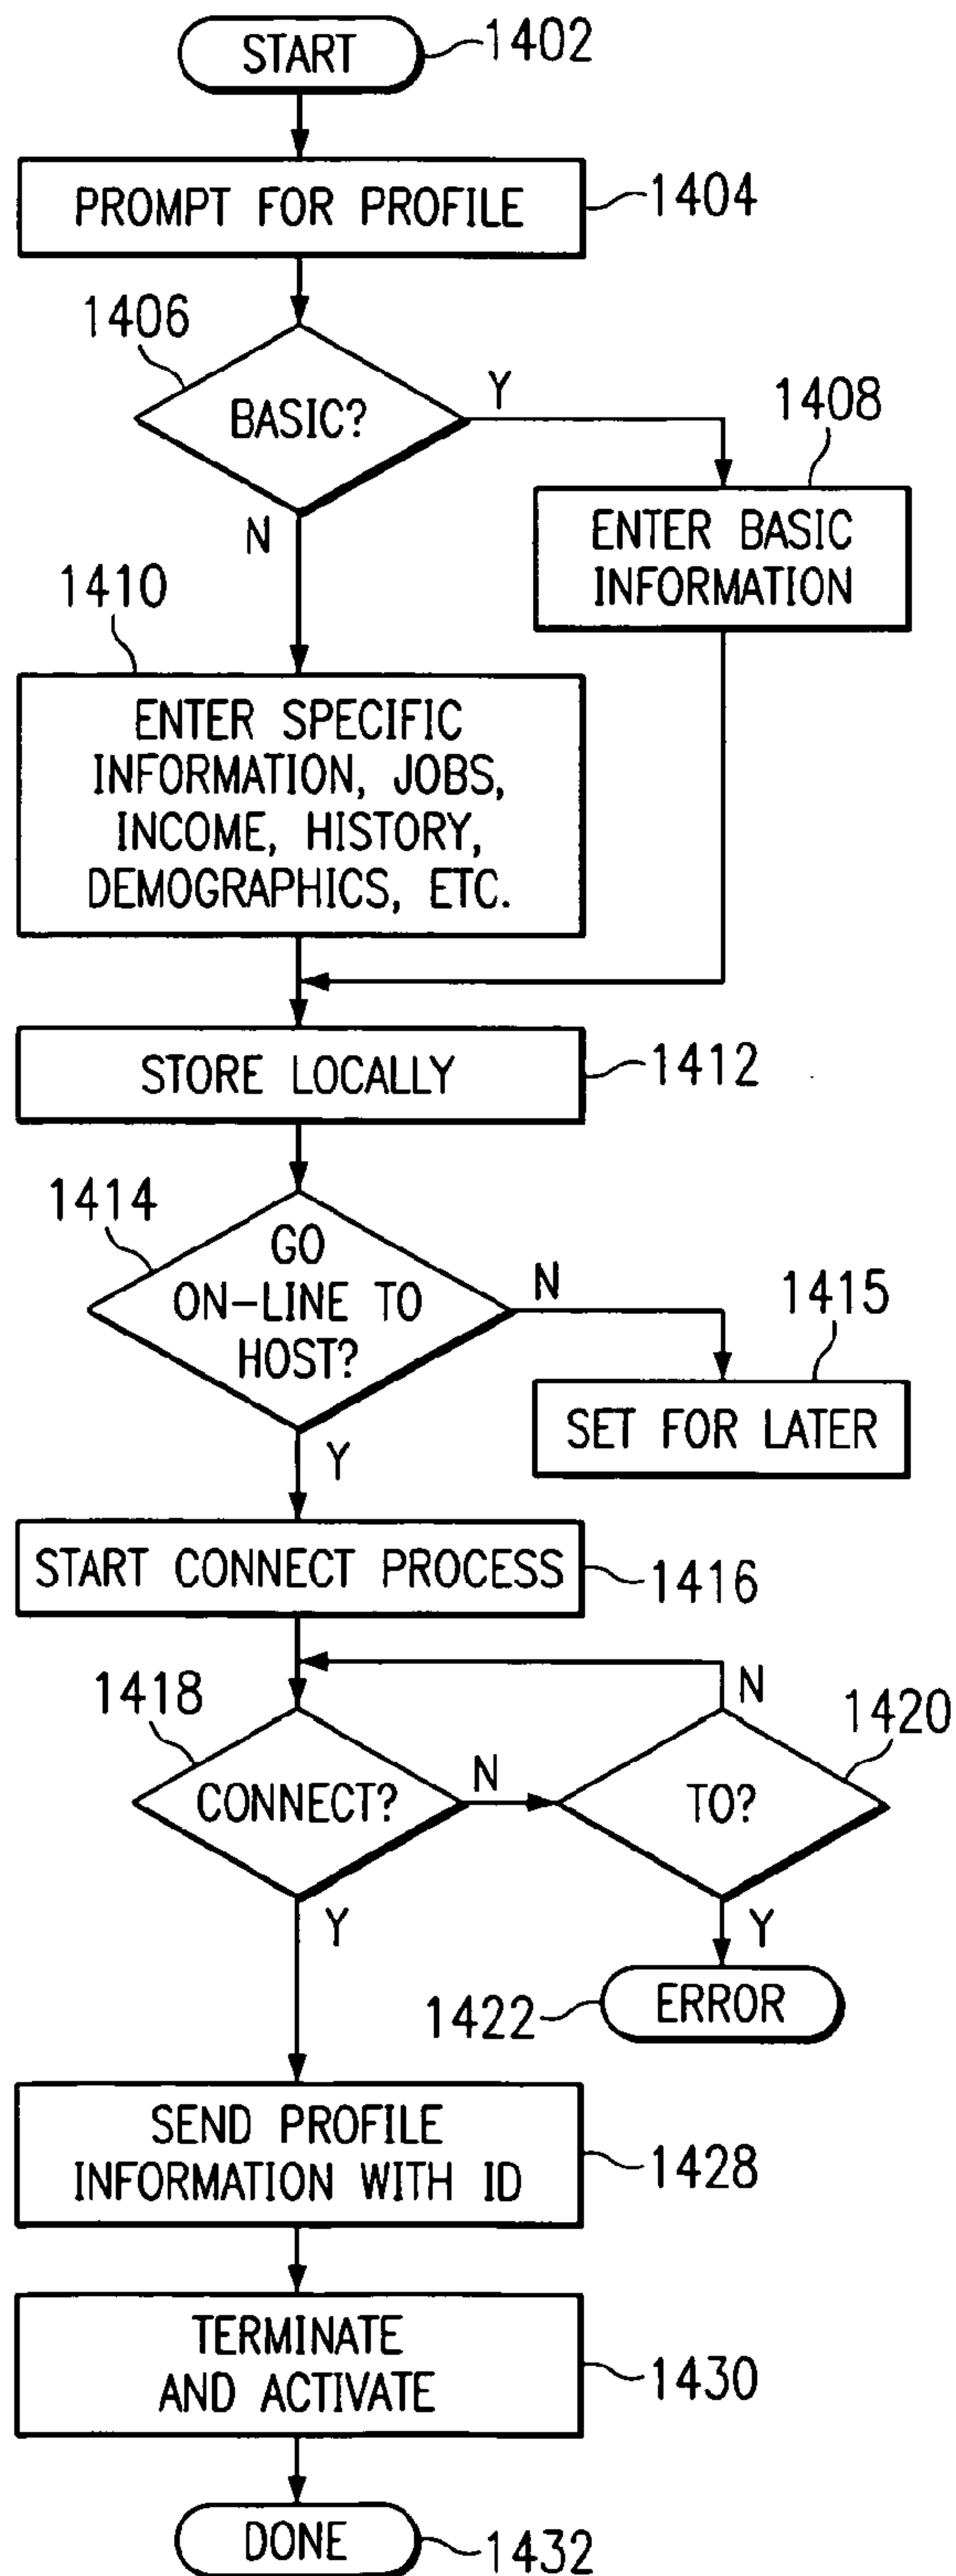 START
1402
PROMPT FOR PROFILE
1404
1406
BASIC?
Y
N
1408
ENTER BASIC
INFORMATION
1410
ENTER SPECIFIC
INFORMATION, JOBS,
INCOME, HISTORY,
DEMOGRAPHICS, ETC.
STORE LOCALLY
1412
1414
GO
ON-LINE TO
HOST?
N
Y
1415
SET FOR LATER
START CONNECT PROCESS
1416
1418
CONNECT?
N
Y
N
1420
TO?
Y
1422
ERROR
SEND PROFILE
INFORMATION WITH ID
1428
TERMINATE
AND ACTIVATE
1430
DONE
1432